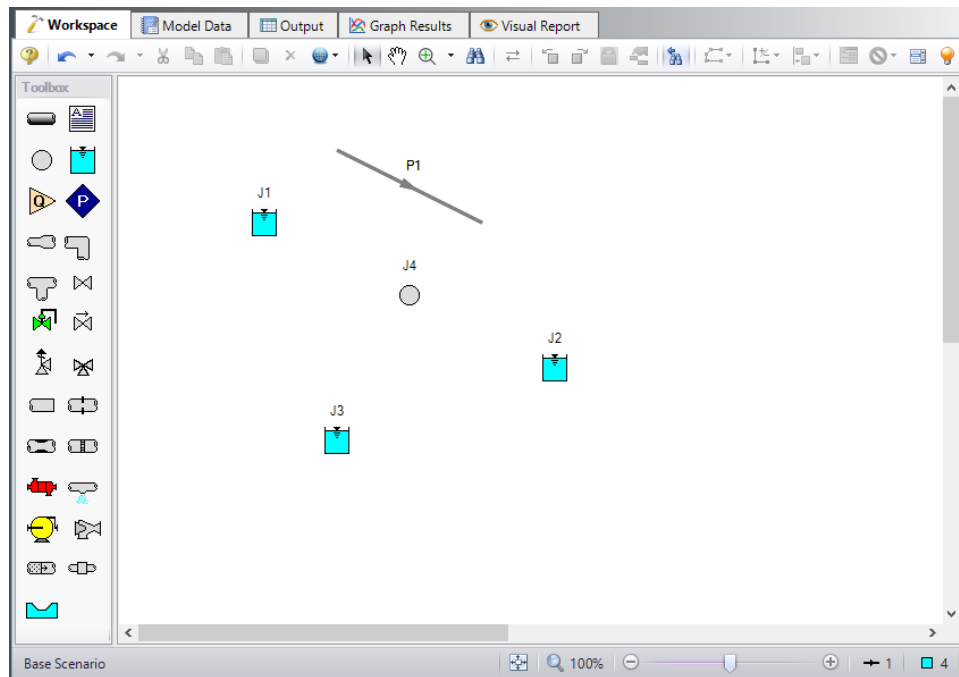 Workspace Model Data Output Graph Results Visual Report
Toolbox
A
Q P
P1
J1
J4
J2
J3
Base Scenario 100% 1 4